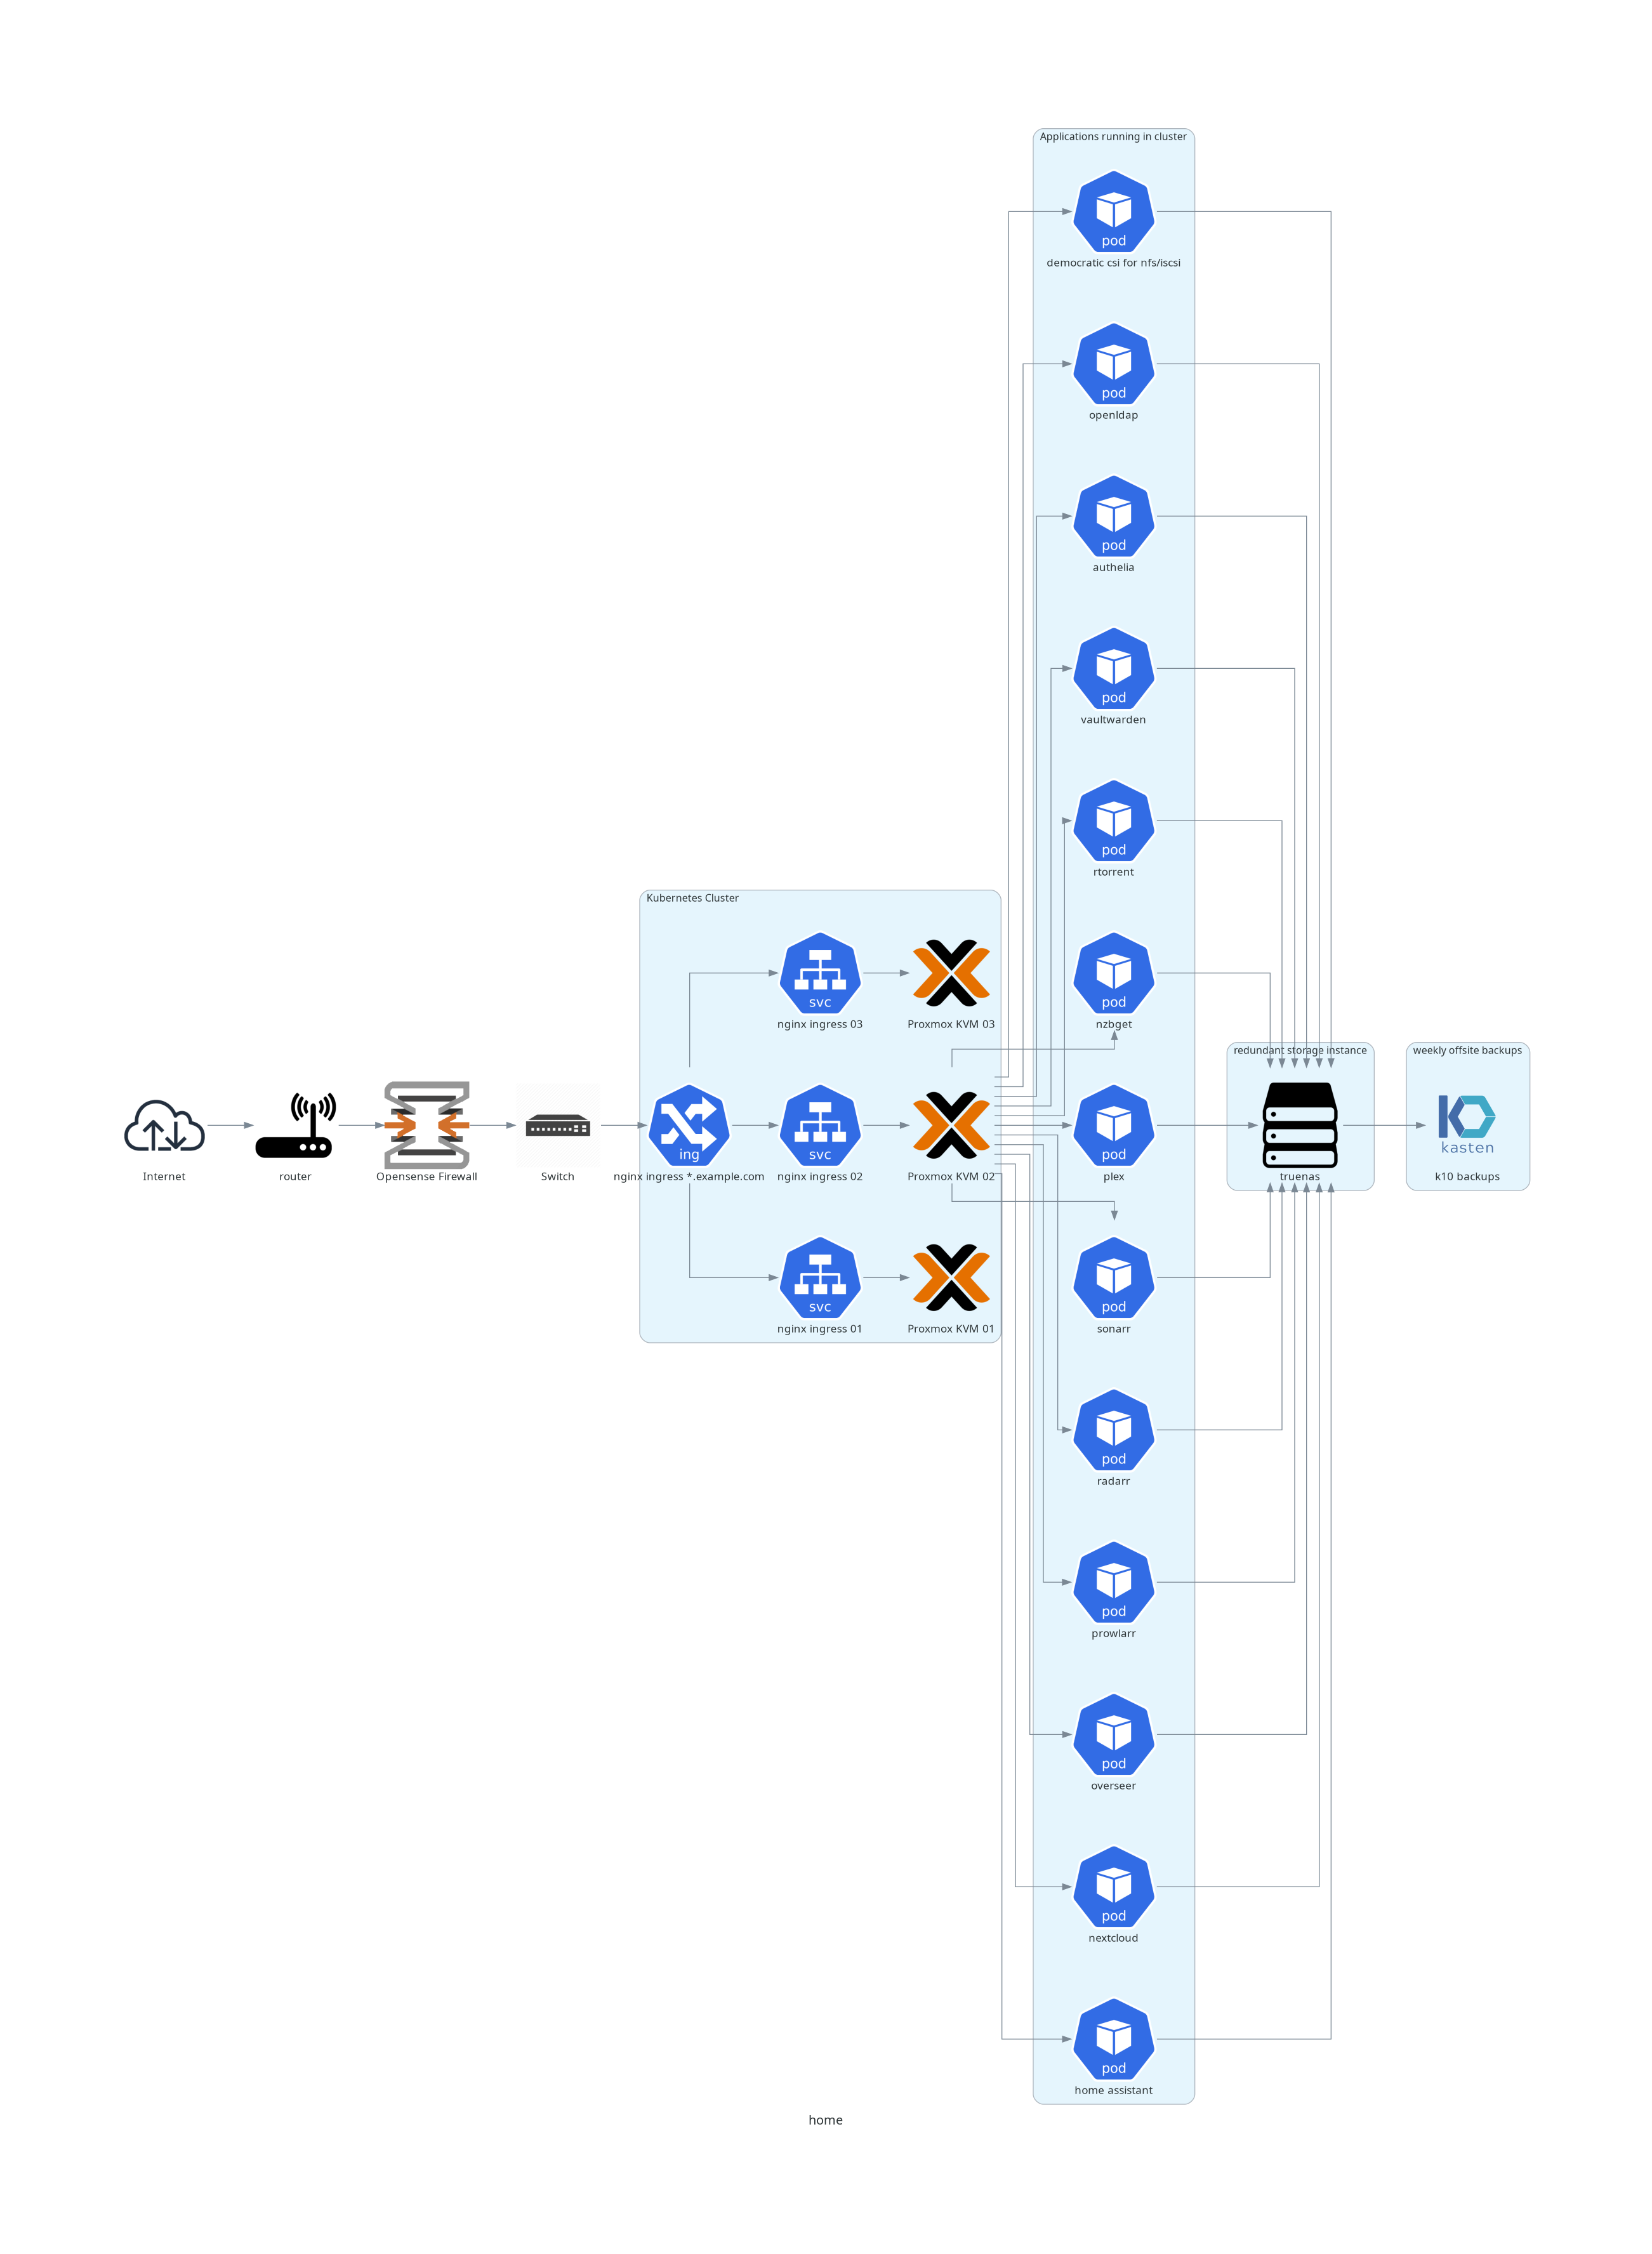 Applications running in cluster
pod
democratic csi for nfs/iscsi
pod
openldap
pod
authelia
pod
vaultwarden
pod
rtorrent
Kubernetes Cluster
svc
nginx ingress 03
Proxmox KVM 03
pod
nzbget
redundant storage instance
weekly offsite backups
Internet
router
Opensense Firewall
Switch
ing
nginx ingress *.example.com
svc
nginx ingress 02
Proxmox KVM 02
pod
plex
truenas
kasten
k10 backups
svc
nginx ingress 01
Proxmox KVM 01
pod
sonarr
pod
radarr
pod
prowlarr
pod
overseer
pod
nextcloud
pod
home assistant
home